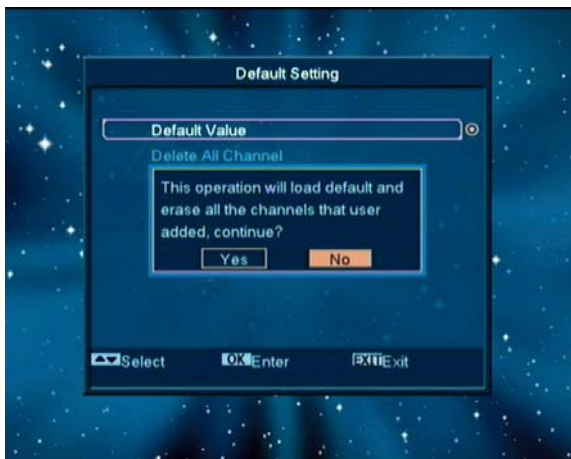 Default Setting
Default Value
Delete All Channel
This operation will load default and
erase all the channels that user
added, continue?
Yes No
Select OK Enter EXIT Exit